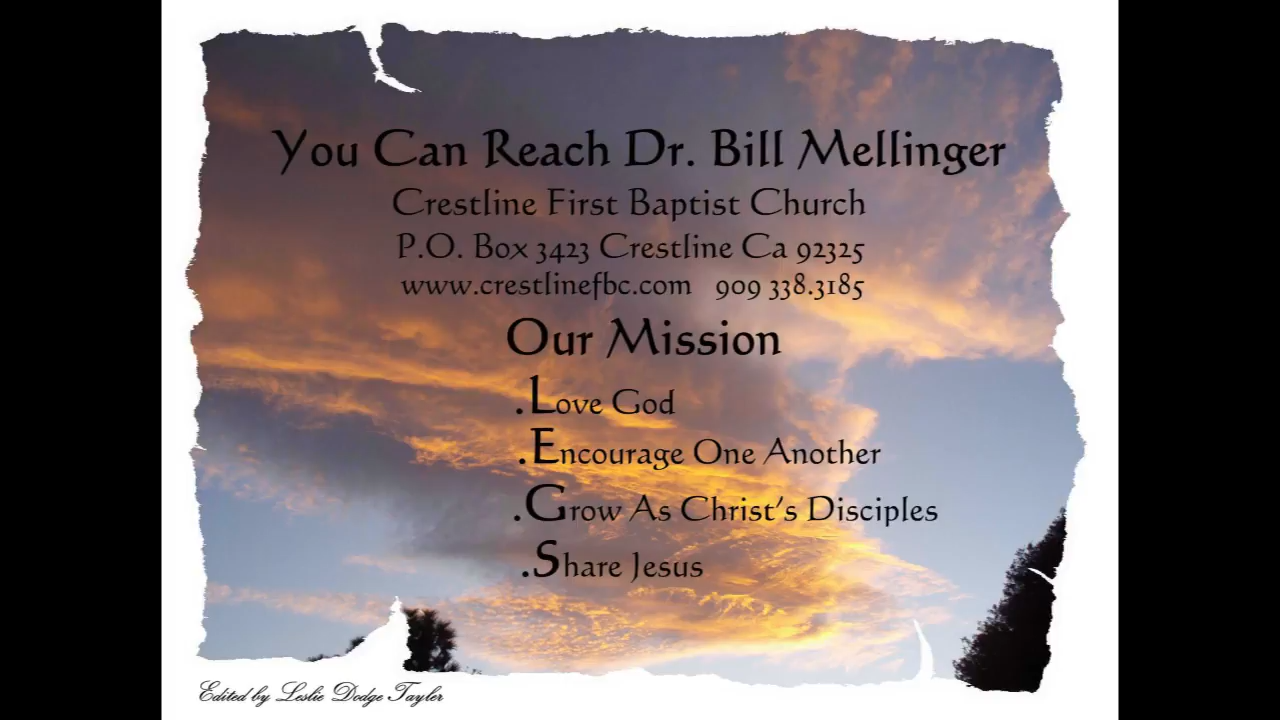 You Can Reach Dr. Bill Mellinger
Crestline First Baptist Church
P.O. Box 3423 Crestline Ca 92325
www.crestlinefbc.com 909 338.3185
Our Mission
.Love God
.Encourage One Another
.Grow As Christ's Disciples
.Share Jesus
Edited by Leslie Dodge Tayler